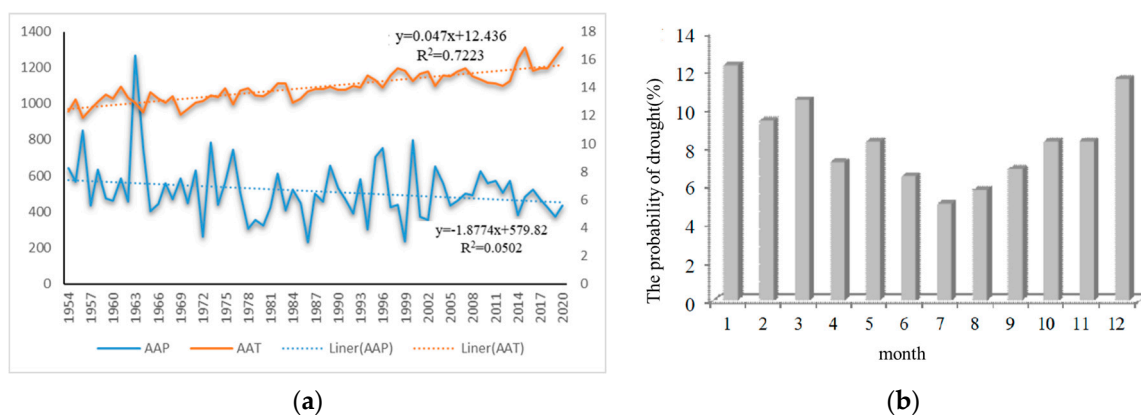 1400
1200
1000
800
600
400
200
0
18
16
14
12
10
8
6
4
2
0
y=0.047x+12.436
R²=0.7223
y=-1.8774x+579.82
R²=0.0502
1954 1957 1960 1963 1966 1969 1972 1975 1978 1981 1984 1987 1990 1993 1996 1999 2002 2005 2008 2011 2014 2017 2020
AAP AAT Liner(AAP) Liner(AAT)
(a)
The probability of drought(%)
14
12
10
8
6
4
2
0
1 2 3 4 5 6 7 8 9 10 11 12
month
(b)